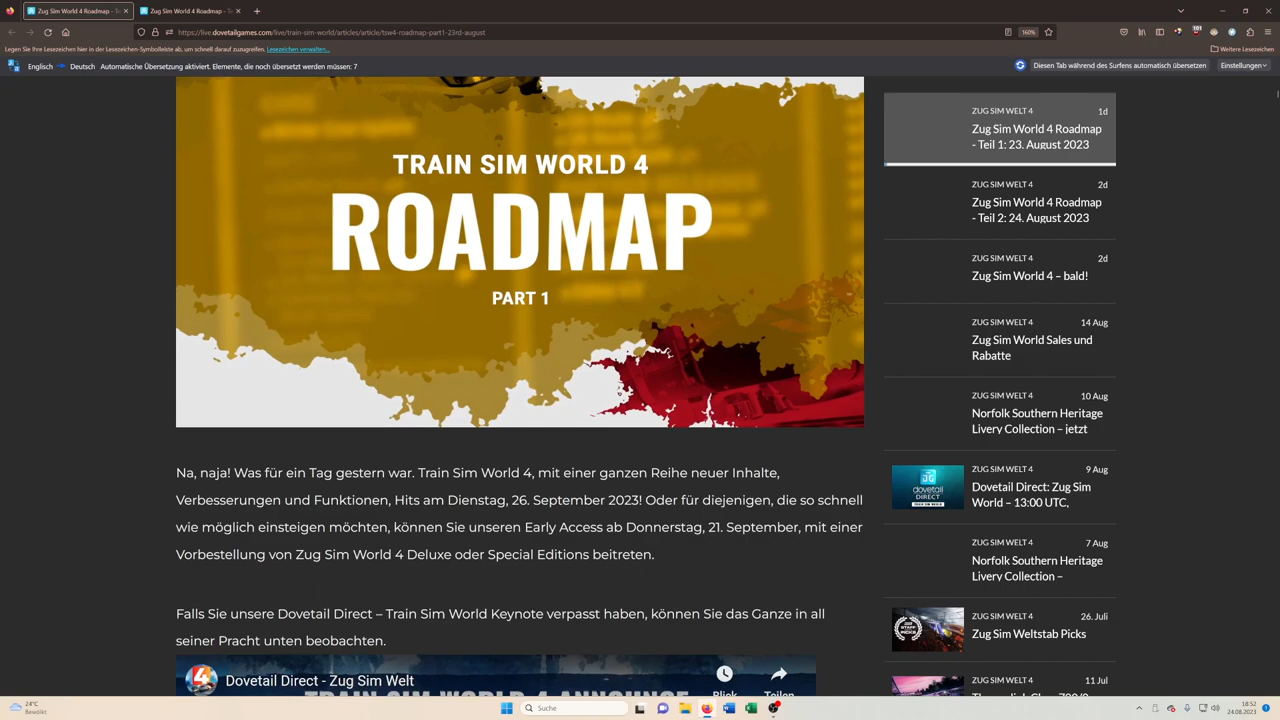 Zug Sim World 4 Roadmap - T
Zug Sim World 4 Roadmap - T
https://live.dovetailgames.com/live/train-sim-world/articles/article/tsw4-roadmap-part1-23rd-august
160%
101
Legen Sie Ihre Lesezeichen hier in der Lesezeichen-Symbolleiste ab, um schnell darauf zuzugreifen. Lesezeichen verwalten...
Weitere Lesezeichen
Englisch Deutsch Automatische Übersetzung aktiviert. Elemente, die noch übersetzt werden müssen: 7
Diesen Tab während des Surfens automatisch übersetzen
Einstellungen
TRAIN SIM WORLD 4
ROADMAP
PART 1
Na, naja! Was für ein Tag gestern war. Train Sim World 4, mit einer ganzen Reihe neuer Inhalte,
Verbesserungen und Funktionen, Hits am Dienstag, 26. September 2023! Oder für diejenigen, die so schnell
wie möglich einsteigen möchten, können Sie unseren Early Access ab Donnerstag, 21. September, mit einer
Vorbestellung von Zug Sim World 4 Deluxe oder Special Editions beitreten.
Falls Sie unsere Dovetail Direct – Train Sim World Keynote verpasst haben, können Sie das Ganze in all
seiner Pracht unten beobachten.
Dovetail Direct - Zug Sim Welt
TRAIN SIM WORLD 4 ANNOUNCE
Blick
Teilen
ZUG SIM WELT 4 1d
Zug Sim World 4 Roadmap
- Teil 1: 23. August 2023
ZUG SIM WELT 4 2d
Zug Sim World 4 Roadmap
- Teil 2: 24. August 2023
ZUG SIM WELT 4 2d
Zug Sim World 4 – bald!
ZUG SIM WELT 4 14 Aug
Zug Sim World Sales und
Rabatte
ZUG SIM WELT 4 10 Aug
Norfolk Southern Heritage
Livery Collection – jetzt
ZUG SIM WELT 4 9 Aug
Dovetail Direct: Zug Sim
World – 13:00 UTC,
dovetail
DIRECT
ZUG SIM WELT 4 7 Aug
Norfolk Southern Heritage
Livery Collection –
ZUG SIM WELT 4 26. Juli
Zug Sim Weltstab Picks
STAFF
PICKS
ZUG SIM WELT 4 11 Jul
24°C
Bewölkt
Suche
18:52
24.08.2023